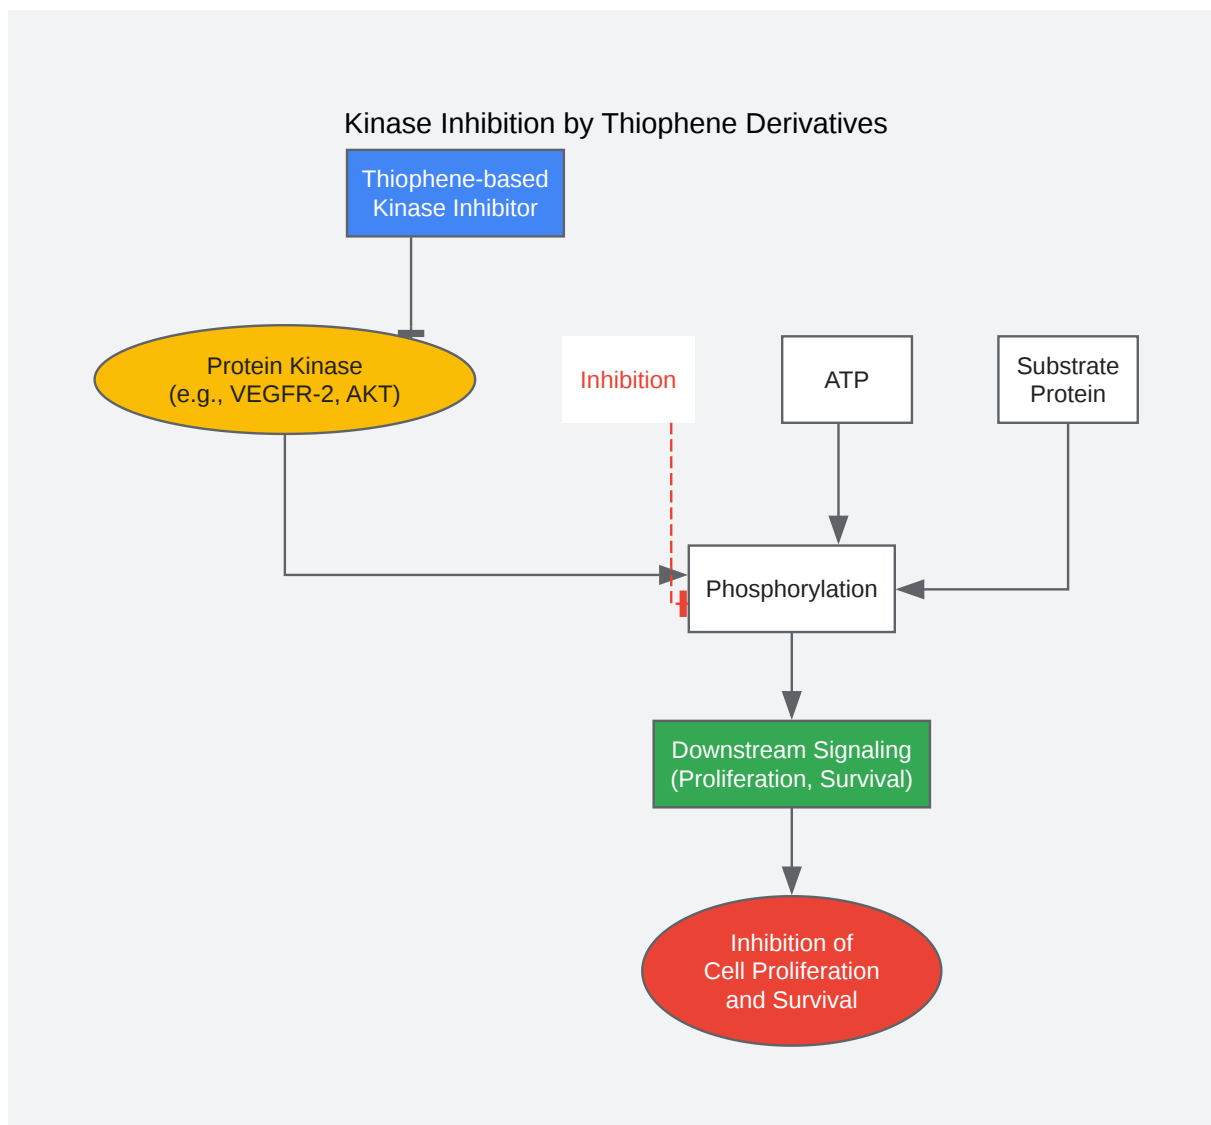 Kinase Inhibition by Thiophene Derivatives
Thiophene-based
Kinase Inhibitor
Protein Kinase
(e.g., VEGFR-2, AKT)
Inhibition
ATP
Substrate
Protein
Phosphorylation
Downstream Signaling
(Proliferation, Survival)
Inhibition of
Cell Proliferation
and Survival